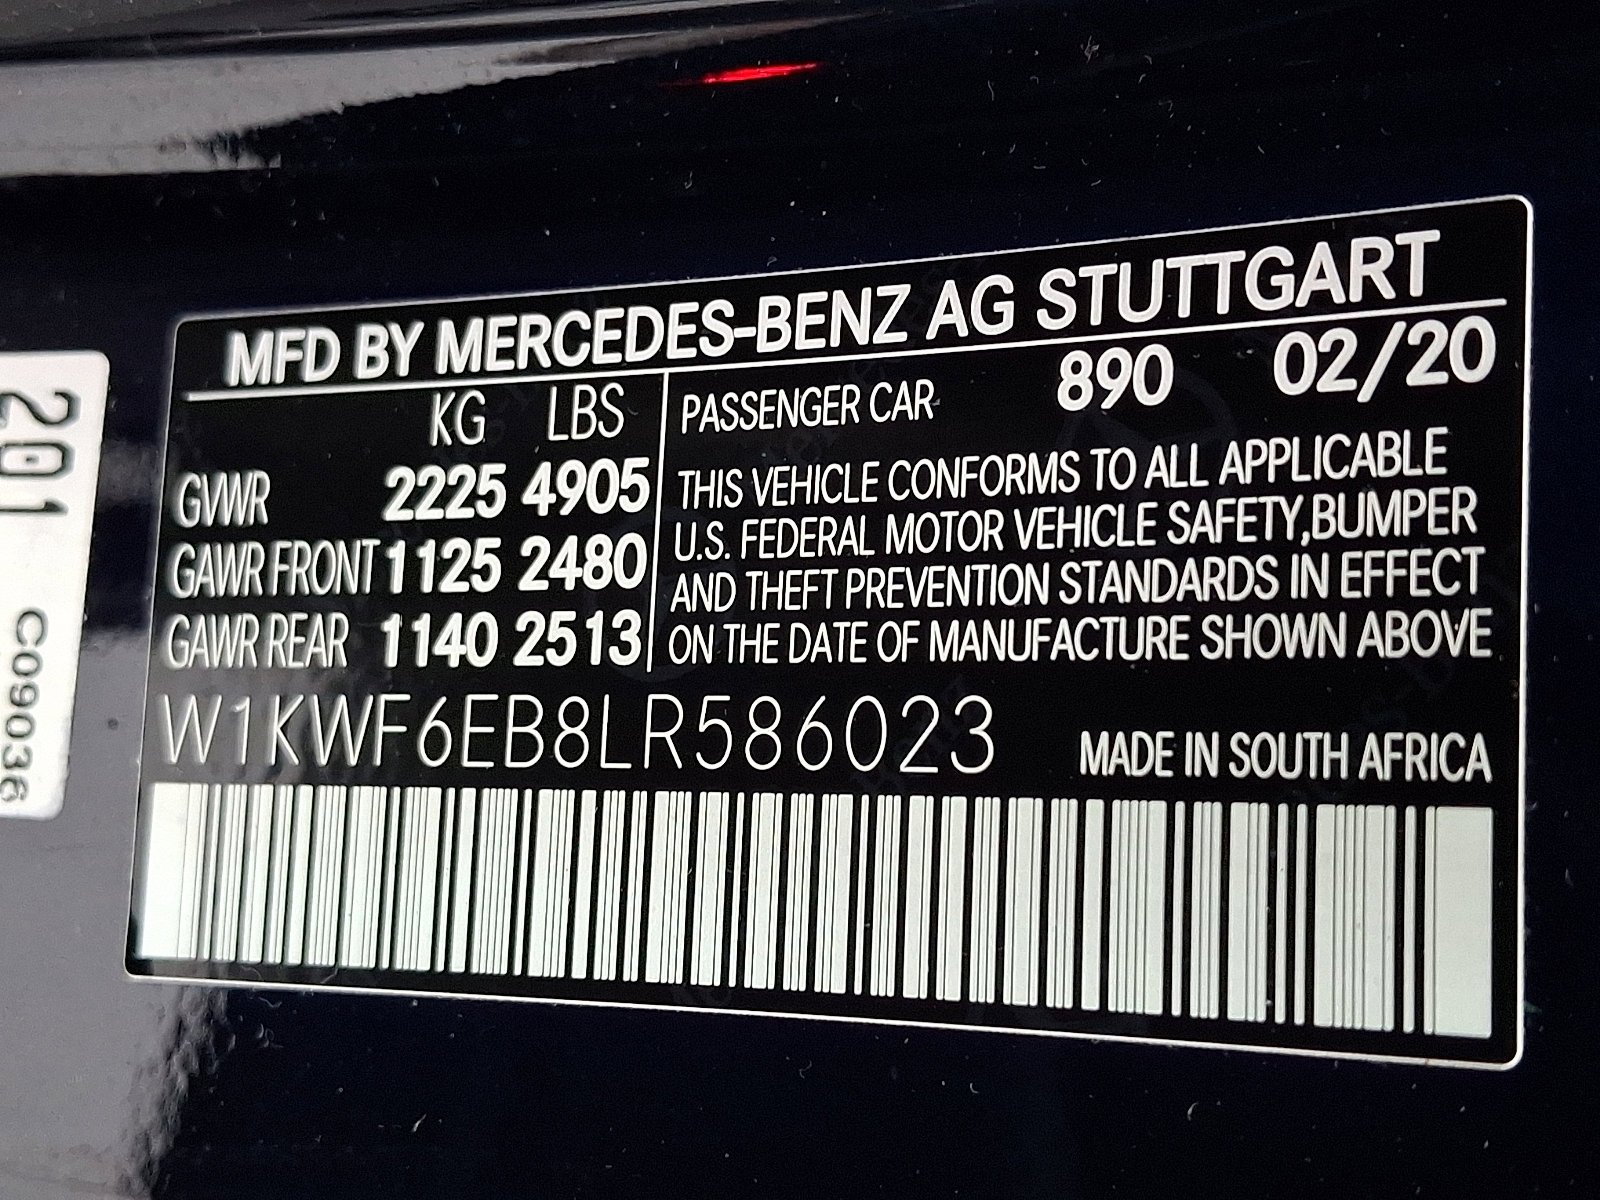 MFD BY MERCEDES-BENZ AG STUTTGART
KG LBS
GVWR 2225 4905
GAWR FRONT 1125 2480
GAWR REAR 1140 2513
PASSENGER CAR 890 02/20
THIS VEHICLE CONFORMS TO ALL APPLICABLE
U.S. FEDERAL MOTOR VEHICLE SAFETY,BUMPER
AND THEFT PREVENTION STANDARDS IN EFFECT
ON THE DATE OF MANUFACTURE SHOWN ABOVE
W1KWF6EB8LR586023
MADE IN SOUTH AFRICA
201
C09036